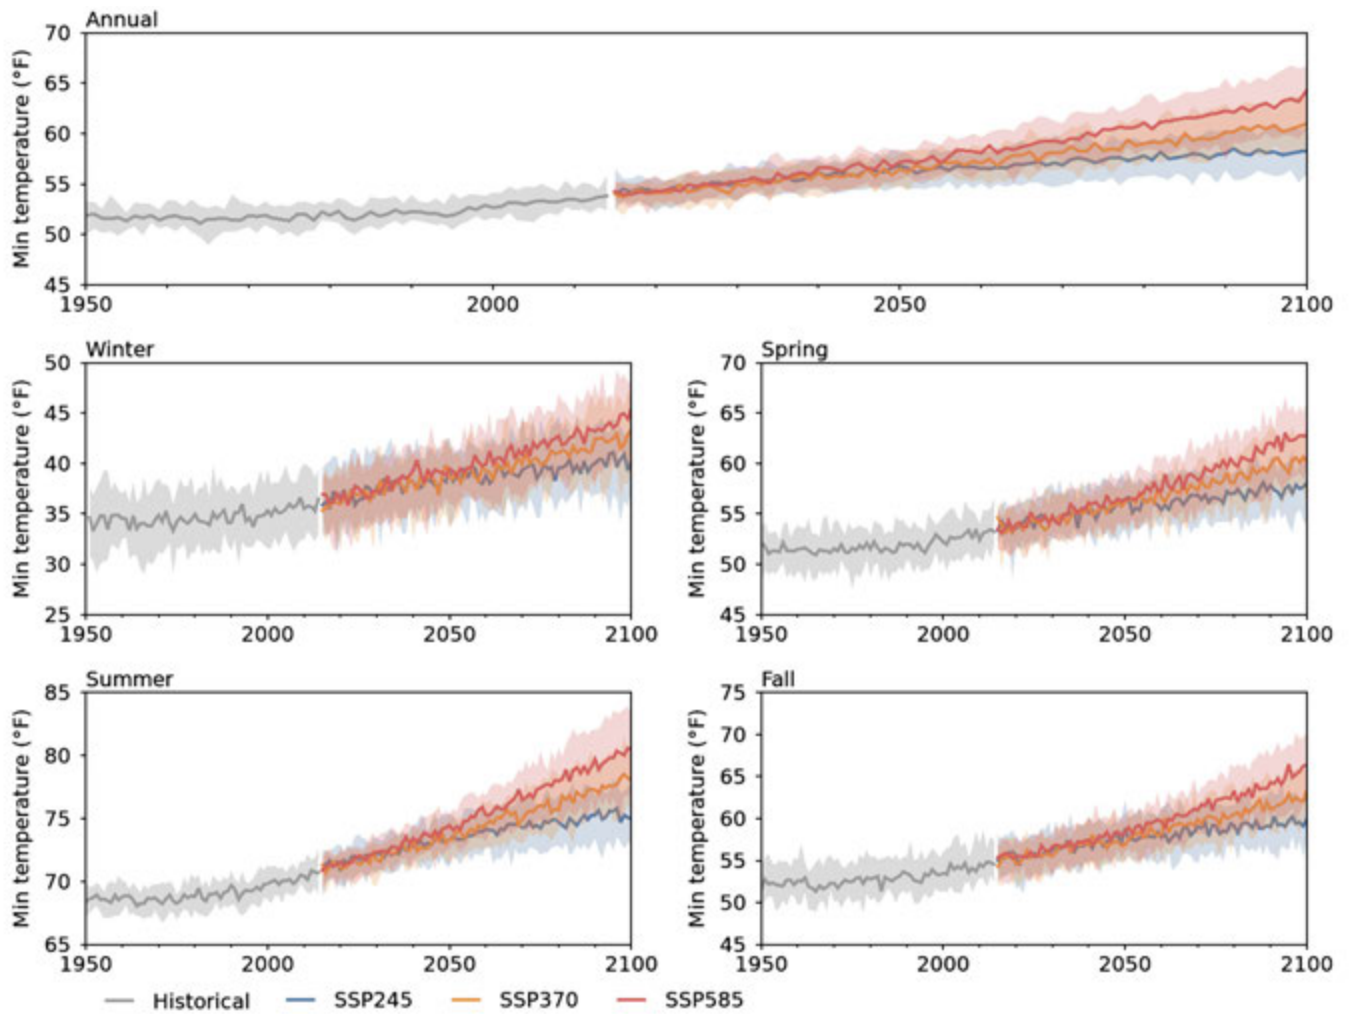 Annual
Min temperature (°F)
70
65
60
55
50
45
1950 2000 2050 2100
Winter
Min temperature (°F)
50
45
40
35
30
25
1950 2000 2050 2100
Spring
Min temperature (°F)
70
65
60
55
50
45
1950 2000 2050 2100
Summer
Min temperature (°F)
85
80
75
70
65
1950 2000 2050 2100
Fall
Min temperature (°F)
75
70
65
60
55
50
45
1950 2000 2050 2100
Historical SSP245 SSP370 SSP585